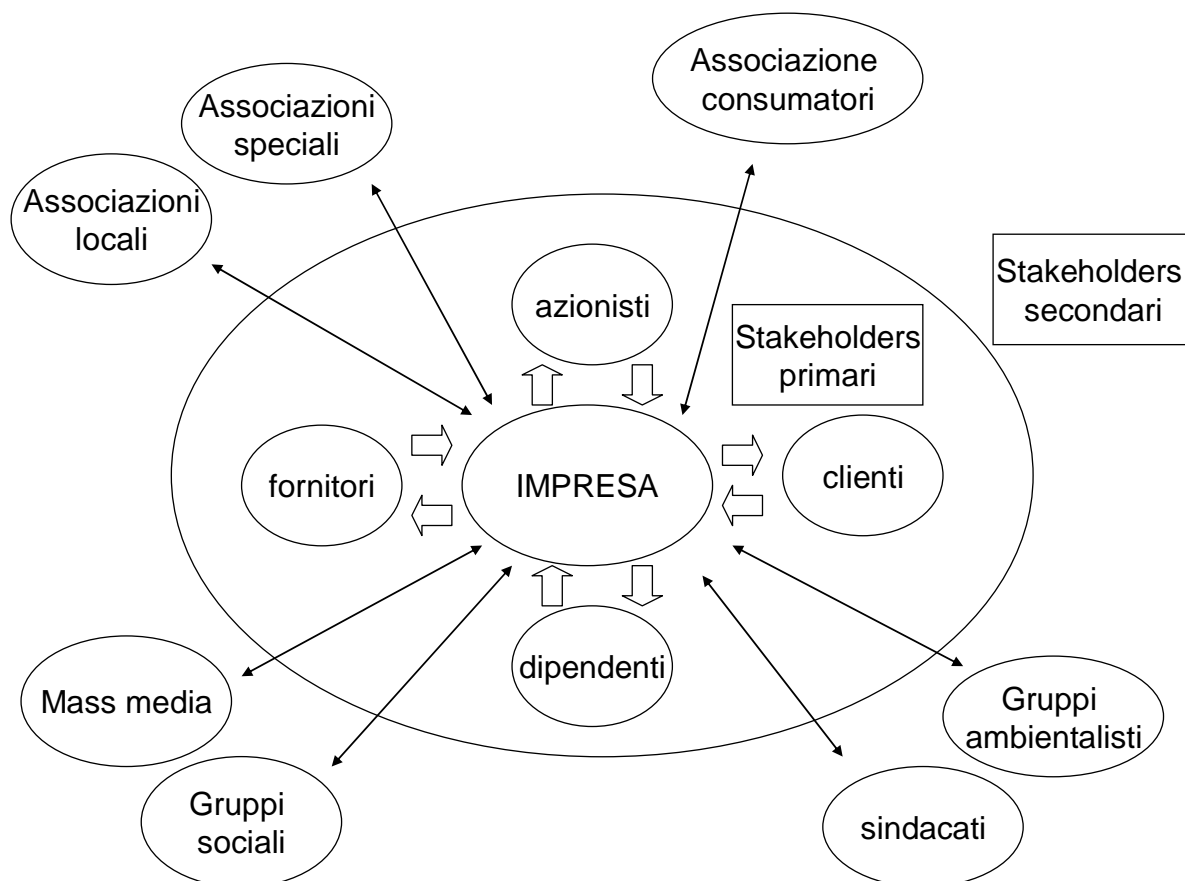 Associazione
consumatori
Associazioni
speciali
Associazioni
locali
Stakeholders
secondari
azionisti
Stakeholders
primari
fornitori
IMPRESA
clienti
dipendenti
Mass media
Gruppi
ambientalisti
Gruppi
sociali
sindacati